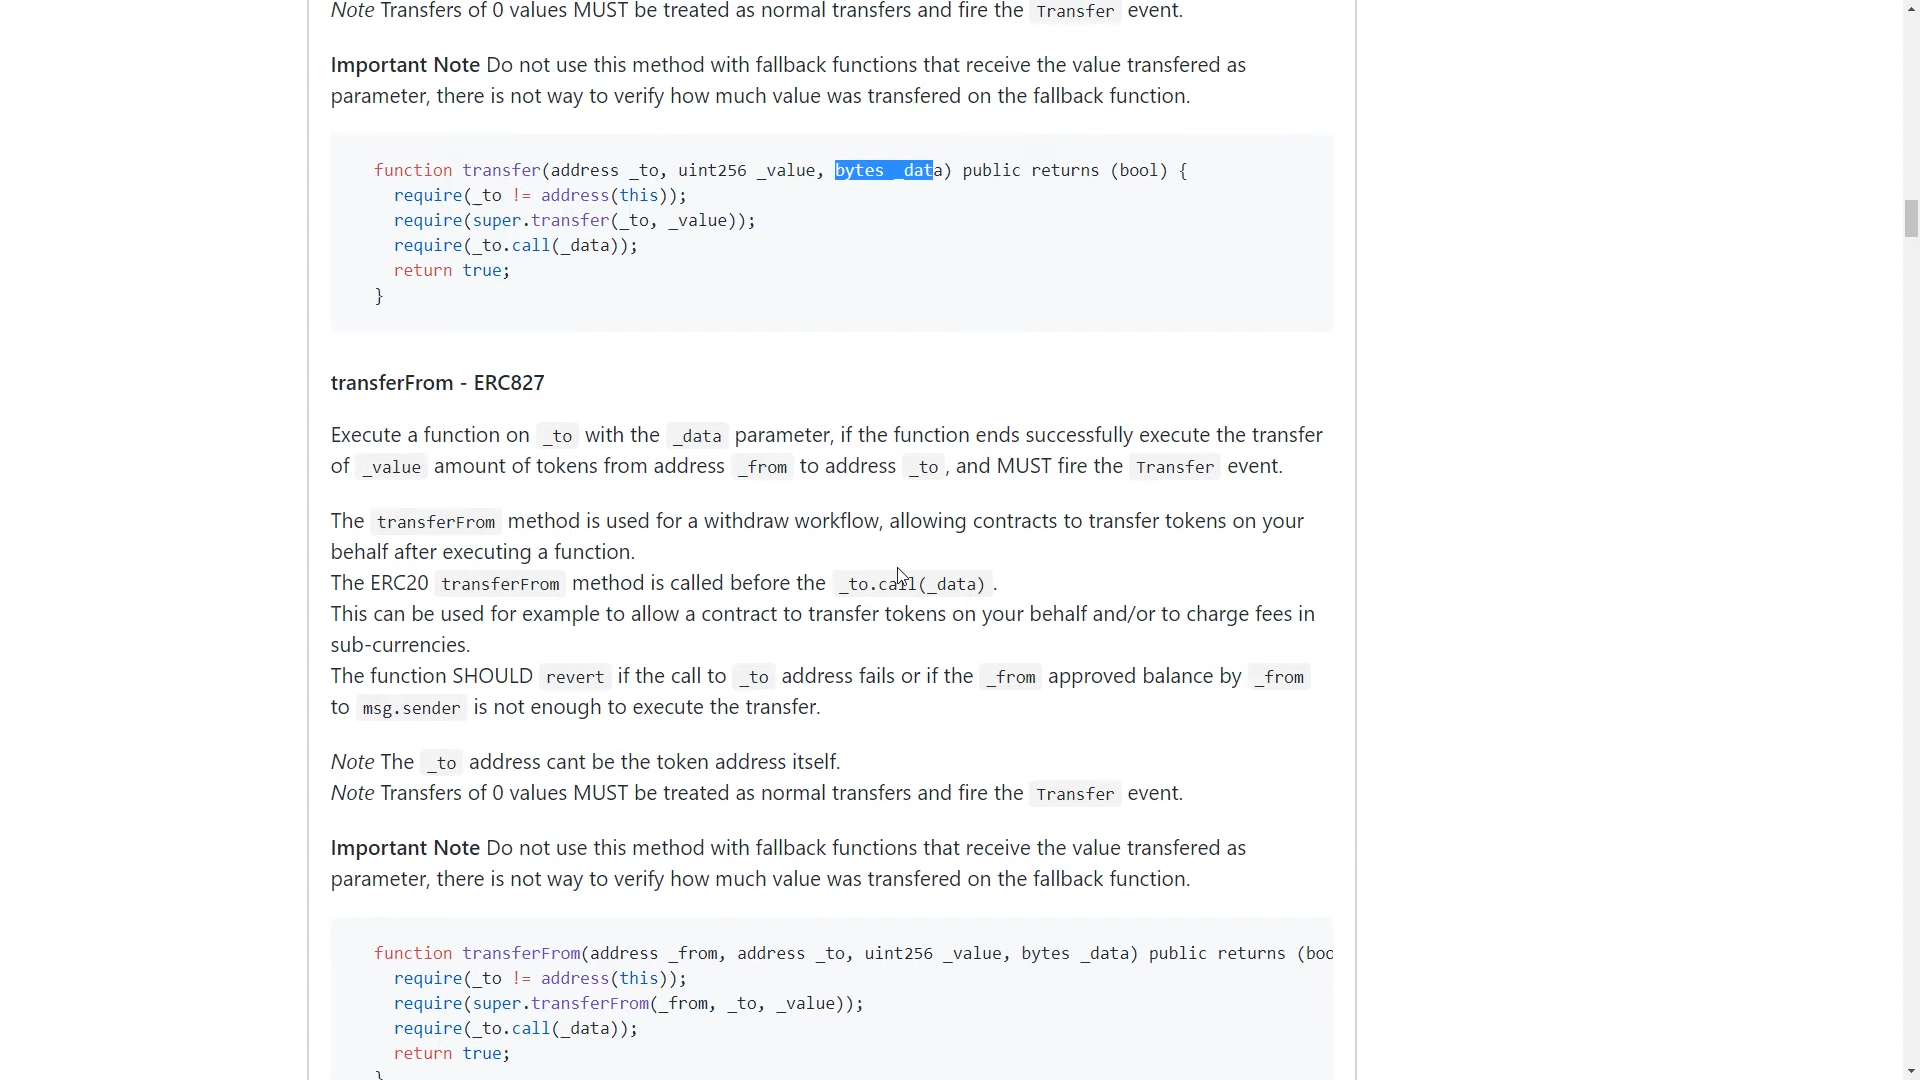 Note Transfers of 0 values MUST be treated as normal transfers and fire the Transfer event.
Important Note Do not use this method with fallback functions that receive the value transfered as
parameter, there is not way to verify how much value was transfered on the fallback function.
function transfer(address _to, uint256 _value, bytes _data) public returns (bool) {
require(_to != address(this));
require(super.transfer(_to, _value));
require(_to.call(_data));
return true;
}
transferFrom - ERC827
Execute a function on _to with the _data parameter, if the function ends successfully execute the transfer
of _value amount of tokens from address _from to address _to , and MUST fire the Transfer event.
The transferFrom method is used for a withdraw workflow, allowing contracts to transfer tokens on your
behalf after executing a function.
The ERC20 transferFrom method is called before the _to.call(_data) .
This can be used for example to allow a contract to transfer tokens on your behalf and/or to charge fees in
sub-currencies.
The function SHOULD revert if the call to _to address fails or if the _from approved balance by _from
to msg.sender is not enough to execute the transfer.
Note The _to address cant be the token address itself.
Note Transfers of 0 values MUST be treated as normal transfers and fire the Transfer event.
Important Note Do not use this method with fallback functions that receive the value transfered as
parameter, there is not way to verify how much value was transfered on the fallback function.
function transferFrom(address _from, address _to, uint256 _value, bytes _data) public returns (boo
require(_to != address(this));
require(super.transferFrom(_from, _to, _value));
require(_to.call(_data));
return true;
}